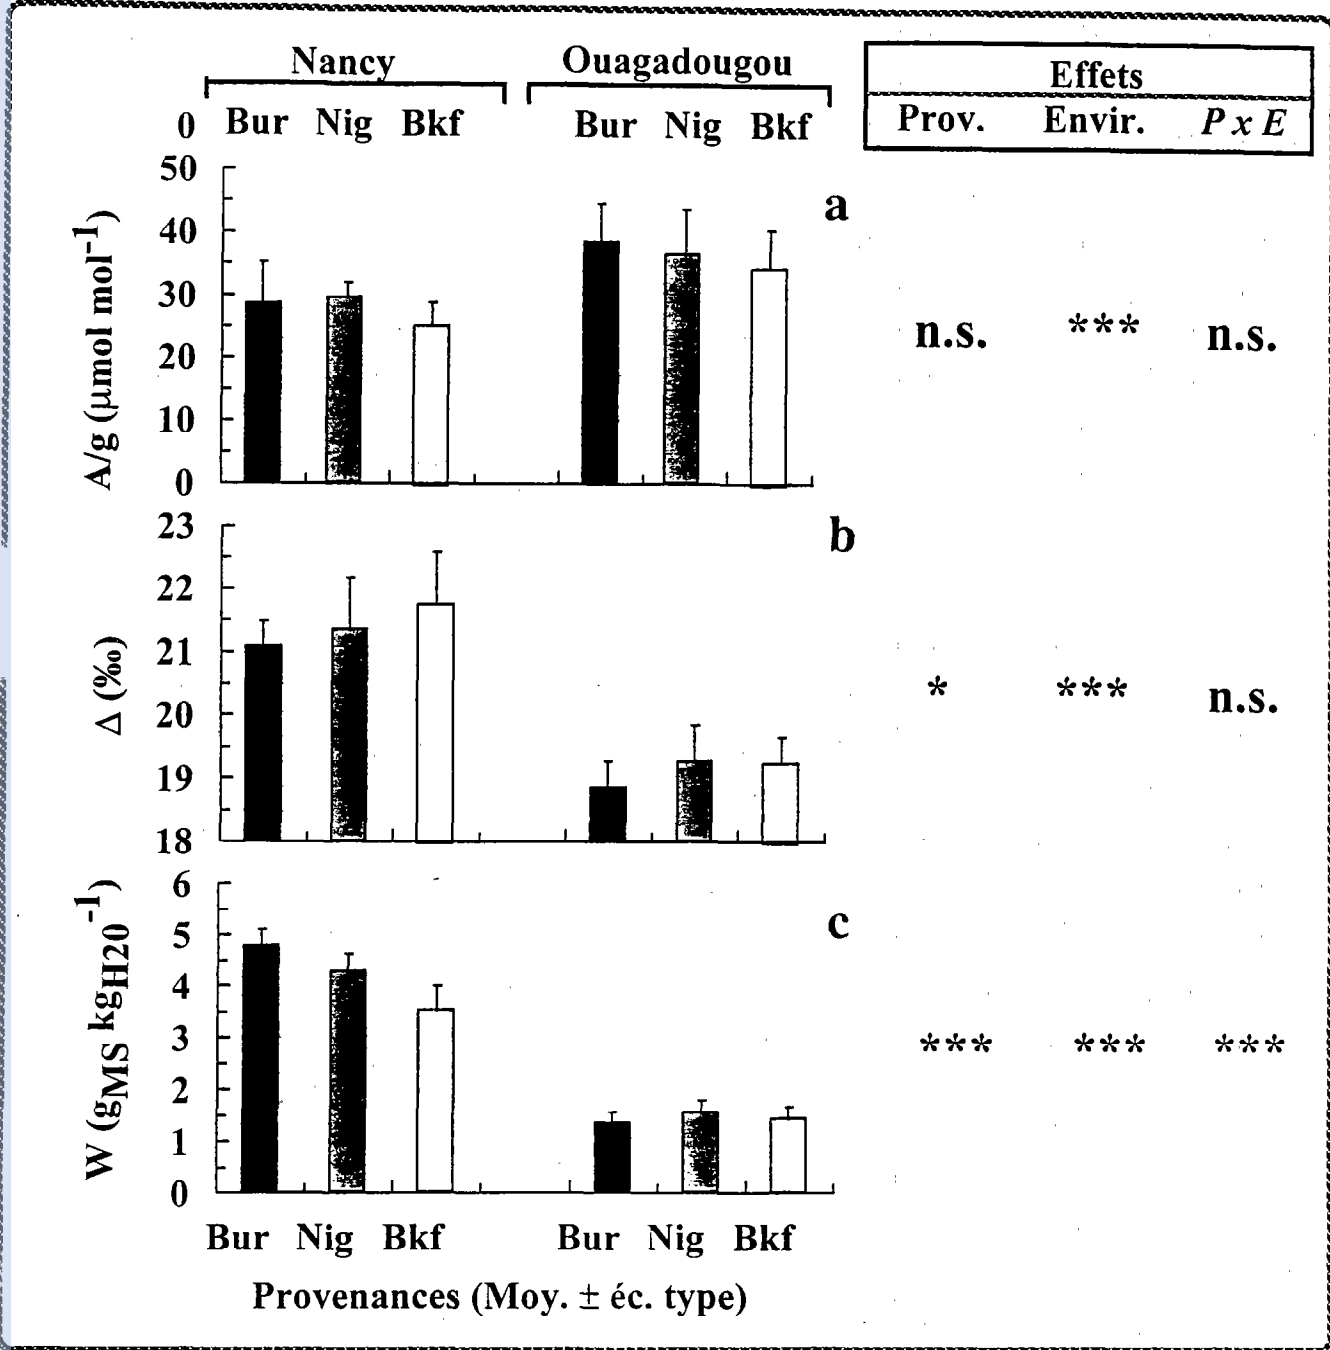 Nancy Ouagadougou Effets
0 Bur Nig Bkf Bur Nig Bkf Prov. Envir. P x E
a
A/g (µmol mol-1)
50
40
30
20
10
0
n.s. *** n.s.
b
Δ (‰)
23
22
21
20
19
18
* *** n.s.
c
W (gMS kgH20-1)
6
5
4
3
2
1
0
*** *** ***
Bur Nig Bkf Bur Nig Bkf
Provenances (Moy. ± éc. type)